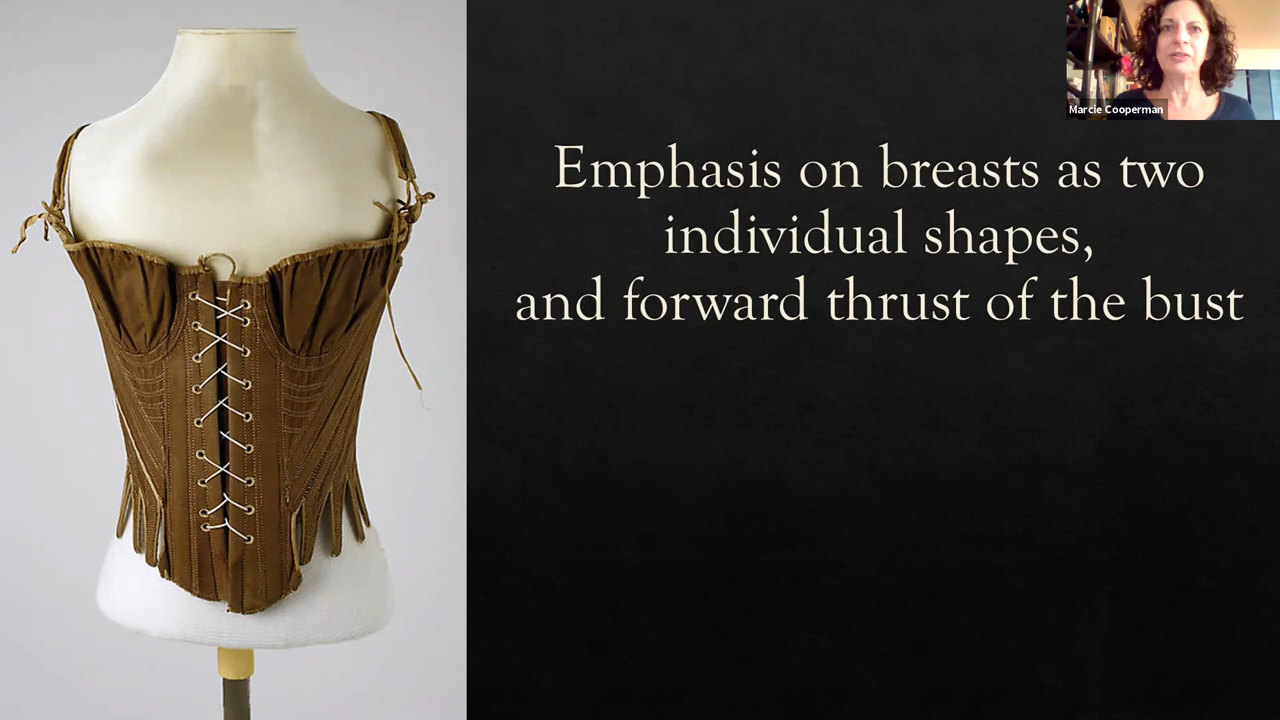 Marcie Cooperman
Emphasis on breasts as two
individual shapes,
and forward thrust of the bust